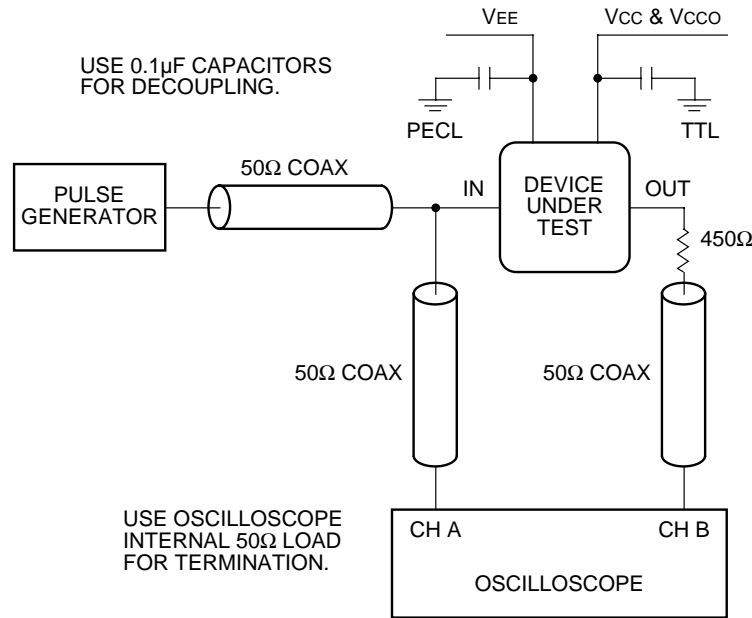 VEE
VCC & VCCO
USE 0.1µF CAPACITORS
FOR DECOUPLING.
PECL
TTL
50Ω COAX
PULSE
GENERATOR
IN
DEVICE
UNDER
TEST
OUT
450Ω
50Ω COAX
50Ω COAX
USE OSCILLOSCOPE
INTERNAL 50Ω LOAD
FOR TERMINATION.
CH A
CH B
OSCILLOSCOPE